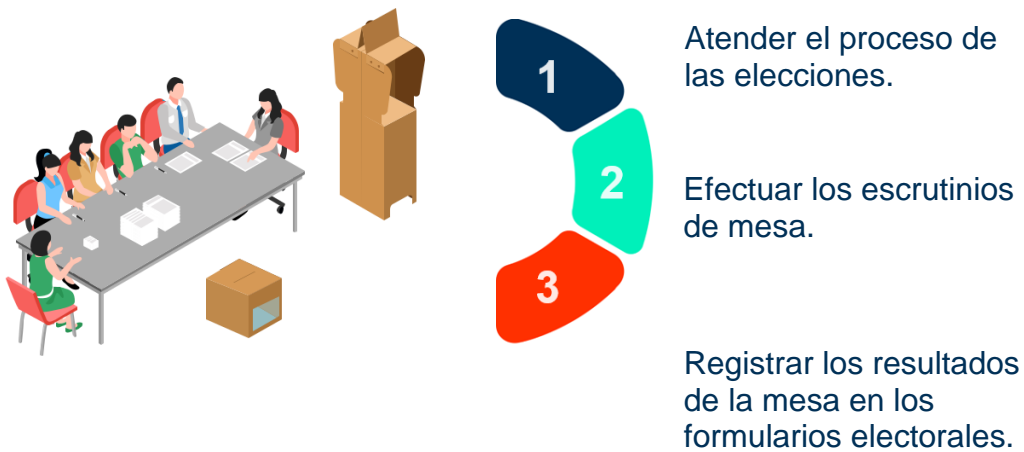 1
Atender el proceso de
las elecciones.
2
Efectuar los escrutinios
de mesa.
3
Registrar los resultados
de la mesa en los
formularios electorales.